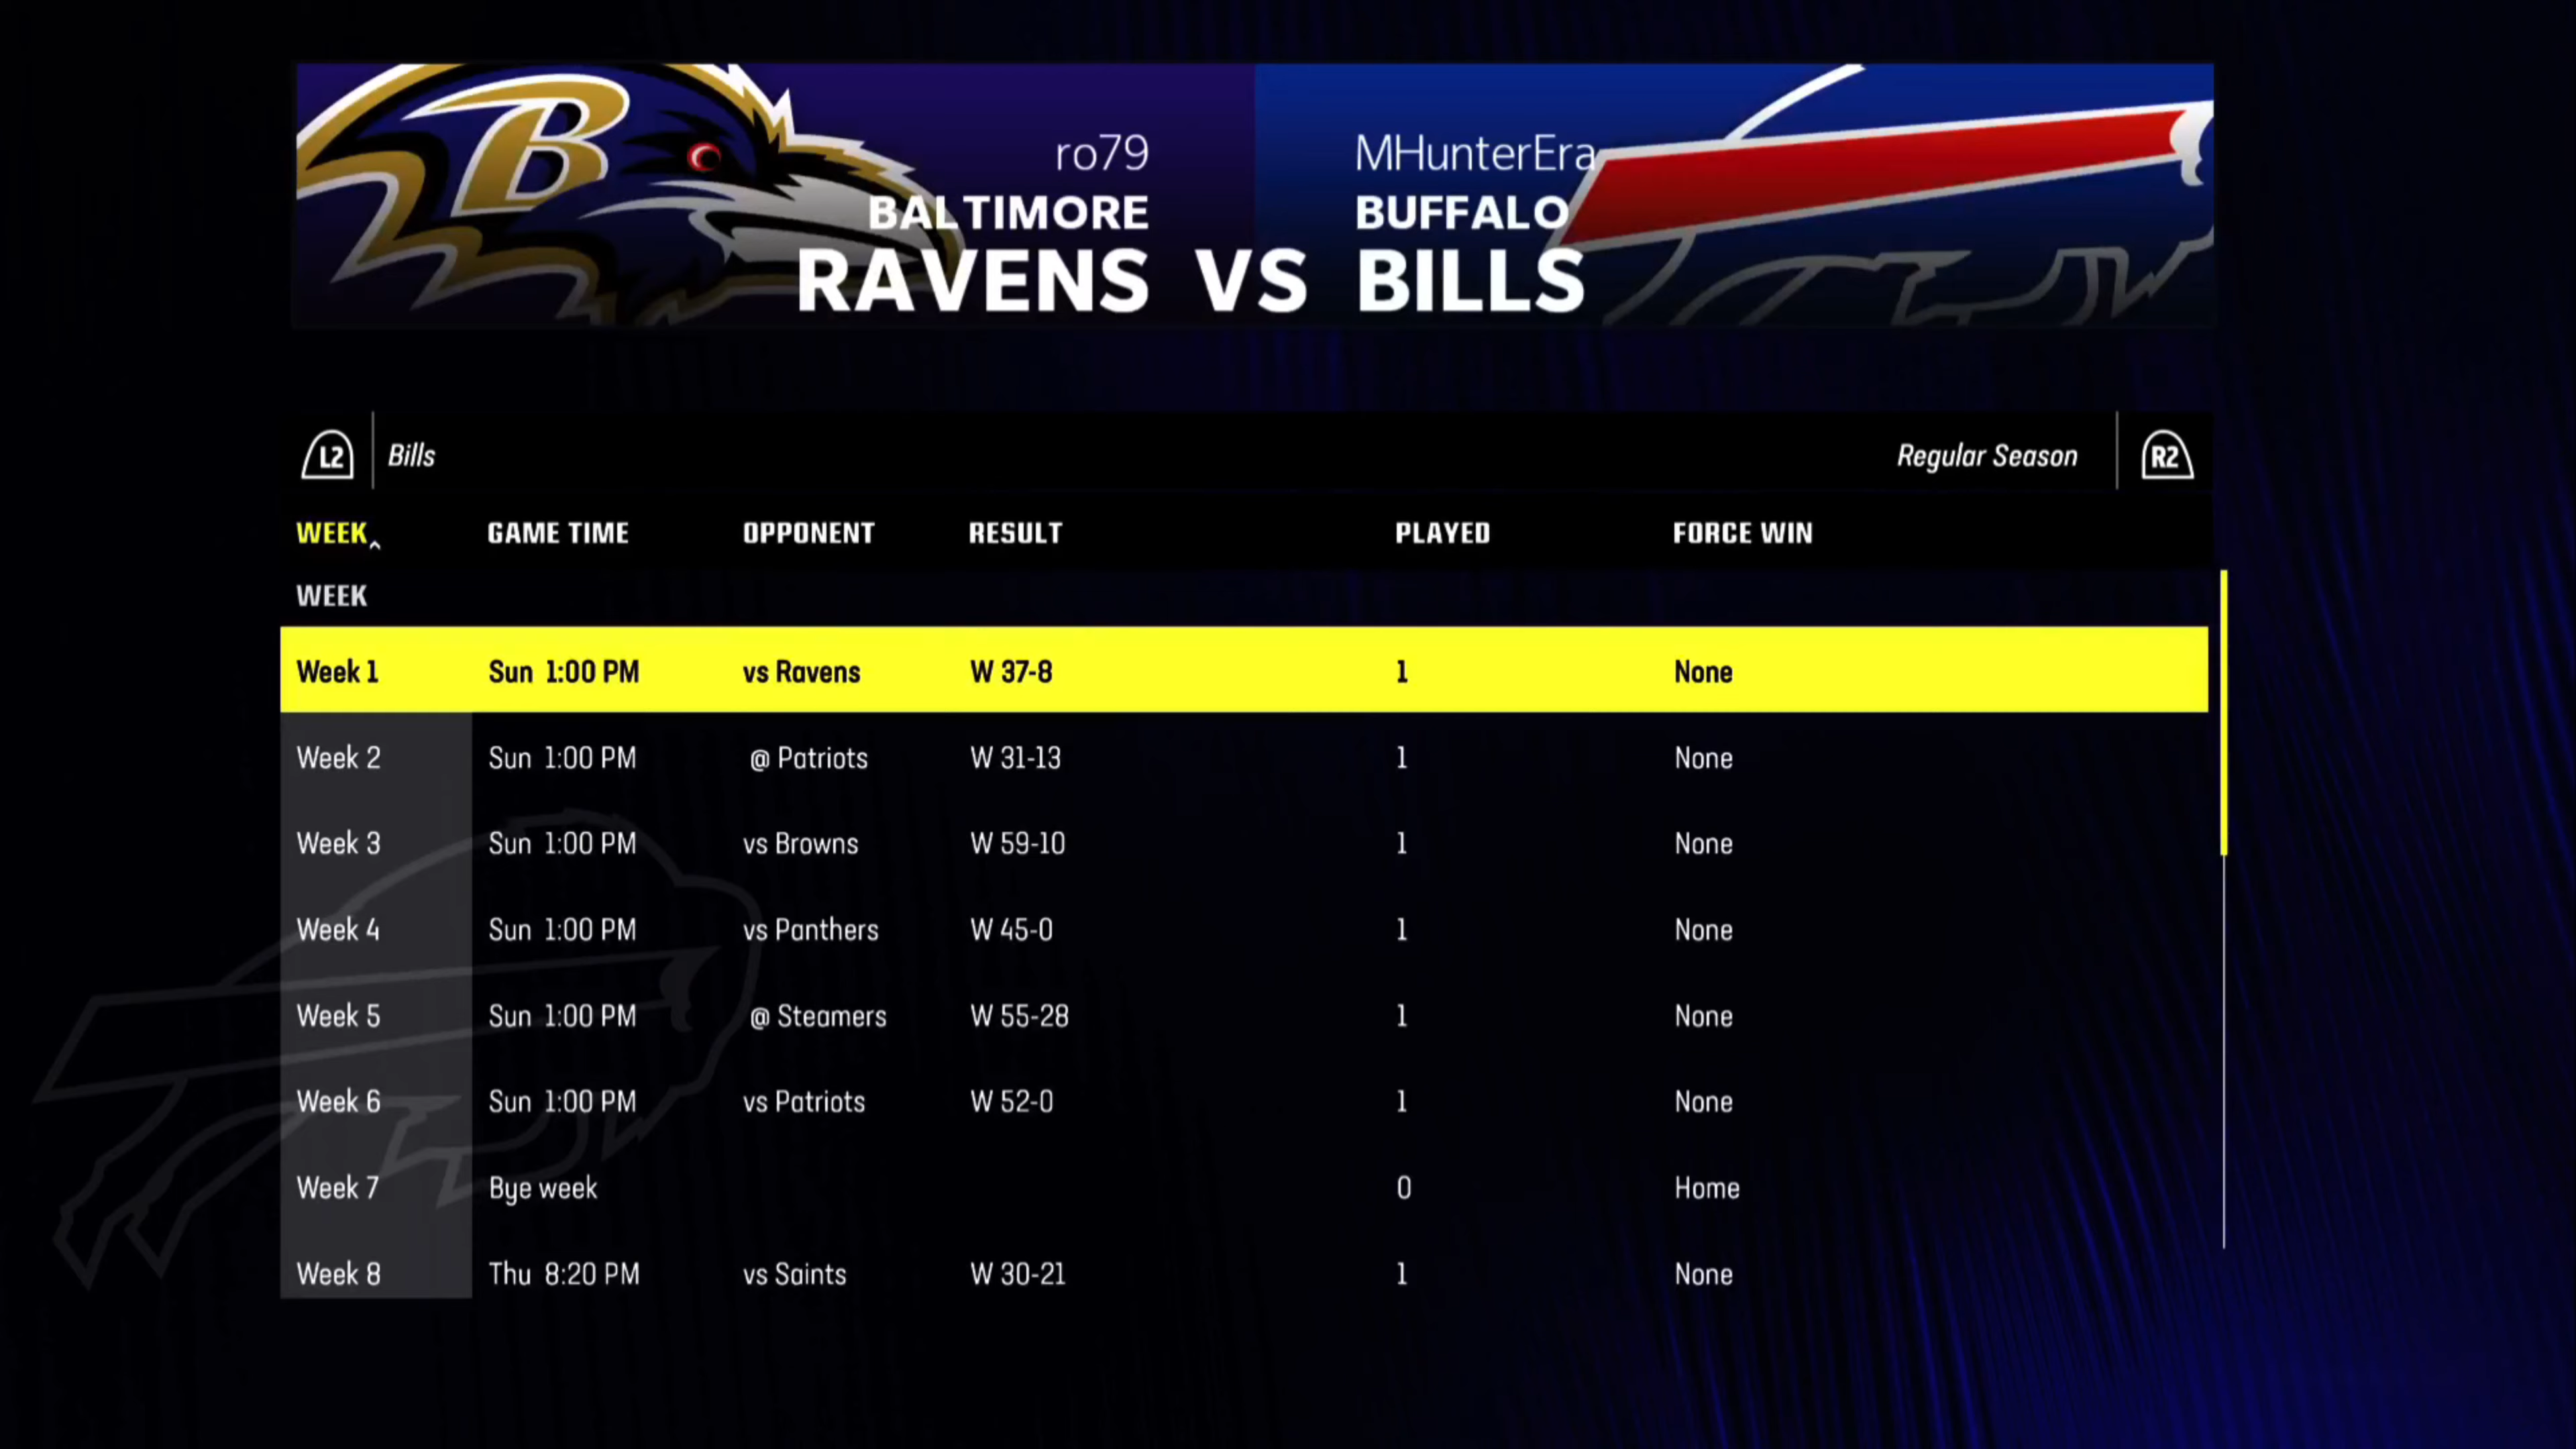 B
ro79
BALTIMORE
RAVENS
VS
MHunterEra
BUFFALO
BILLS
L2 Bills Regular Season R2
WEEK GAME TIME OPPONENT RESULT PLAYED FORCE WIN
WEEK
Week 1 Sun 1:00 PM vs Ravens W 37-8 1 None
Week 2 Sun 1:00 PM @ Patriots W 31-13 1 None
Week 3 Sun 1:00 PM vs Browns W 59-10 1 None
Week 4 Sun 1:00 PM vs Panthers W 45-0 1 None
Week 5 Sun 1:00 PM @ Steamers W 55-28 1 None
Week 6 Sun 1:00 PM vs Patriots W 52-0 1 None
Week 7 Bye week 0 Home
Week 8 Thu 8:20 PM vs Saints W 30-21 1 None